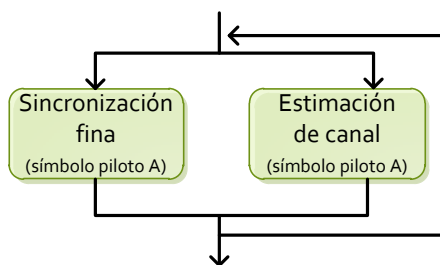 Sincronización
fina
(símbolo piloto A)
Estimación
de canal
(símbolo piloto A)